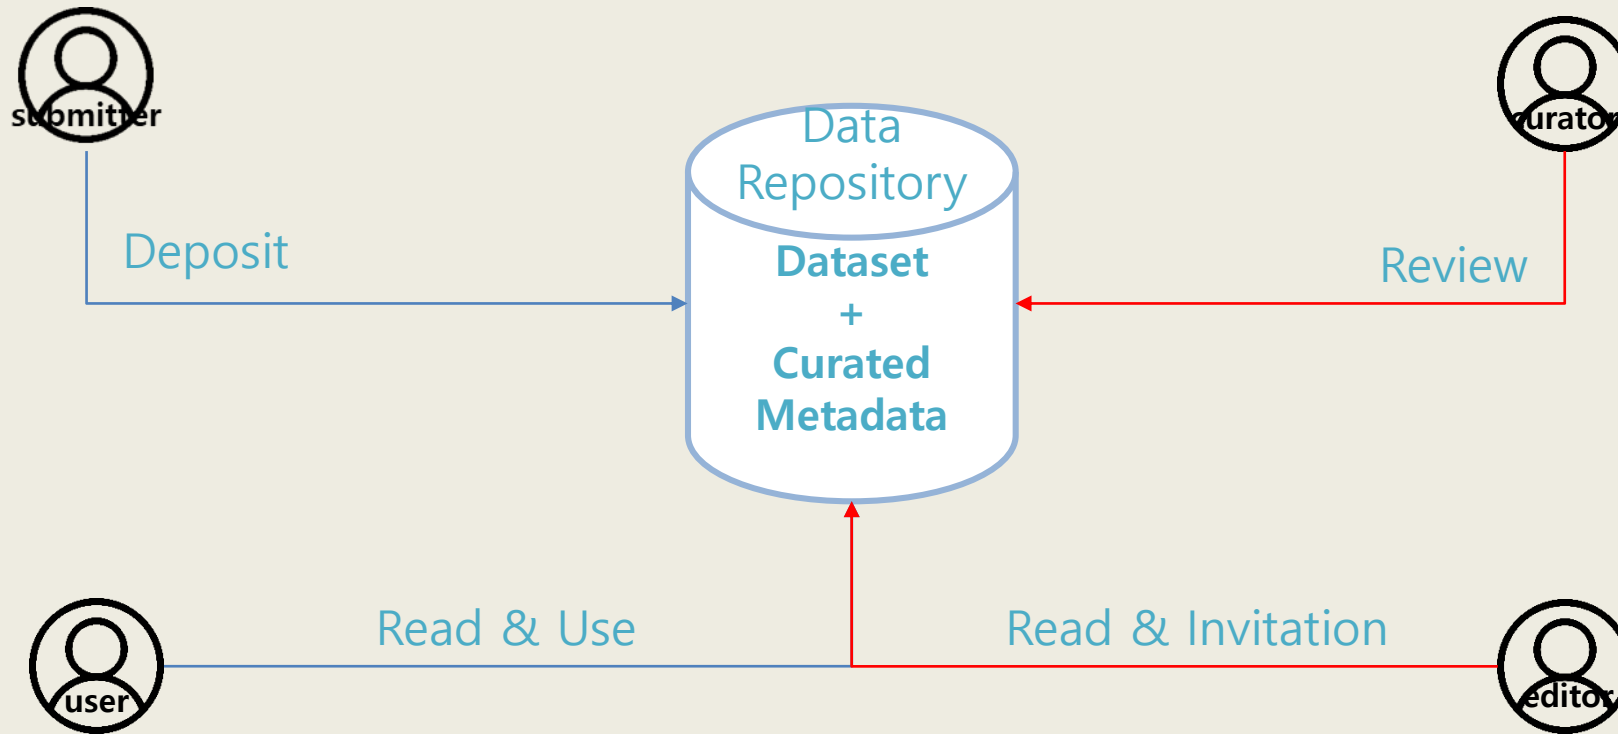 submitter
curator
Data
Repository
Deposit
Review
Dataset
+
Curated
Metadata
Read & Use
Read & Invitation
user
editor